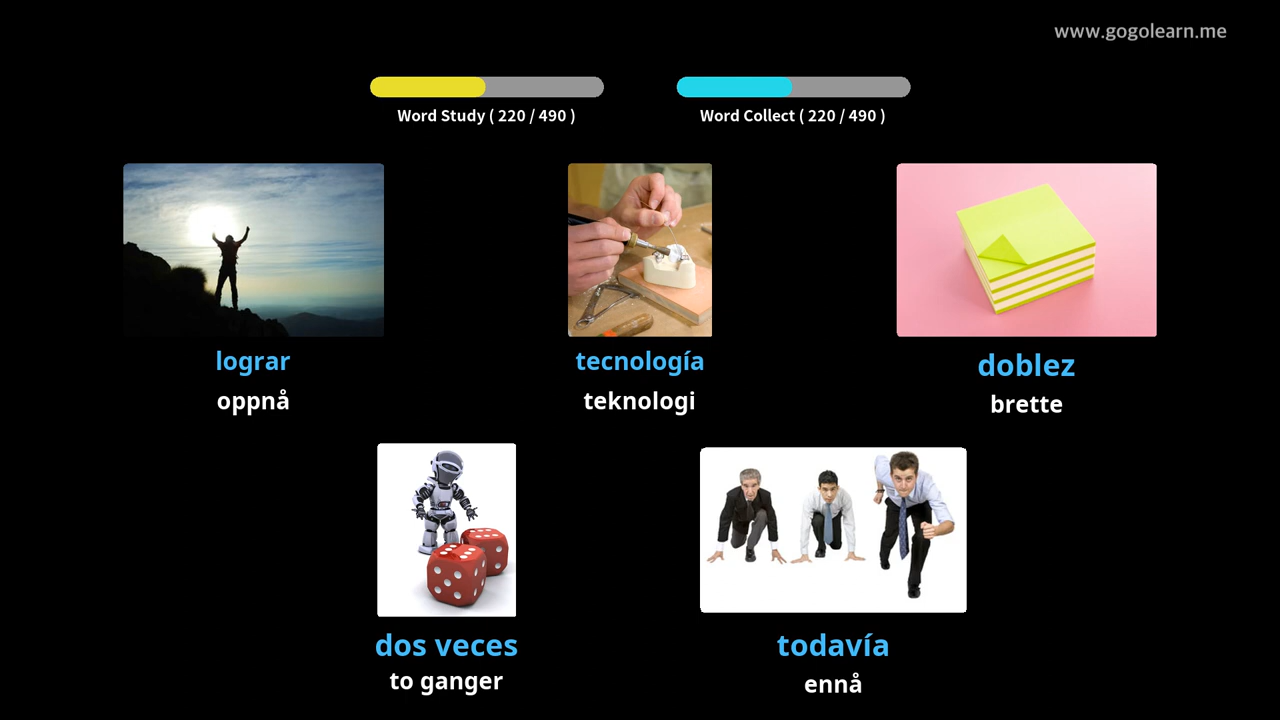 www.gogolearn.me
Word Study ( 220 / 490 )
Word Collect ( 220 / 490 )
lograr
oppnå
tecnología
teknologi
doblez
brette
dos veces
to ganger
todavía
ennå